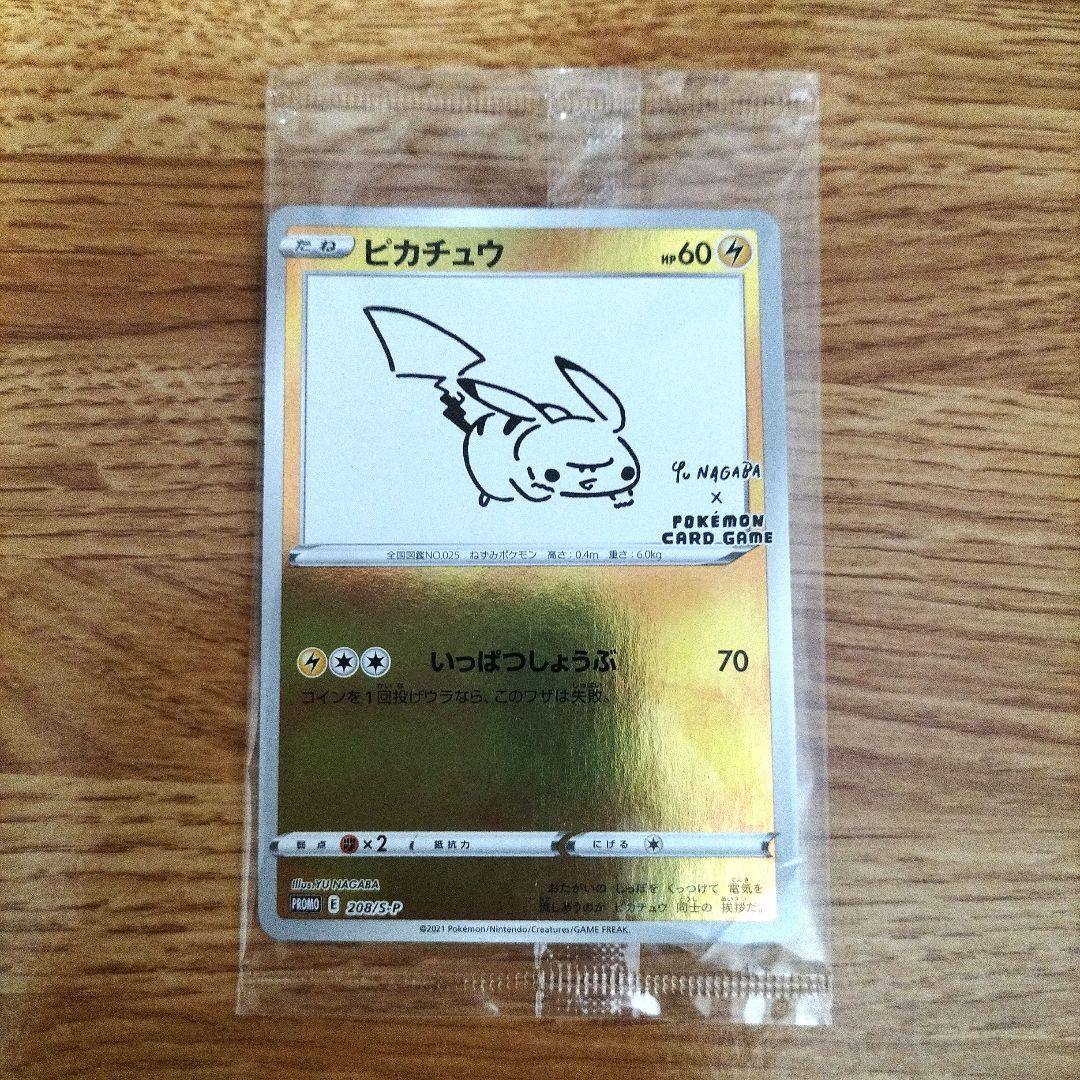 たね ピカチュウ HP60
YU NAGABA
×
POKÉMON
CARD GAME
全国図鑑NO.025 ねずみポケモン 高さ:0.4m 重さ:6.0kg
いっぱつしょうぶ 70
コインを1回投げウラなら、このワザは失敗。
弱点 ×2 抵抗力 にげる
Illus.YU NAGABA
おたがいの しっぽを くっつけて 電気を
PROMO E 208/S-P
流しあうのが ピカチュウ 同士の 挨拶だ。
©2021 Pokémon/Nintendo/Creatures/GAME FREAK.